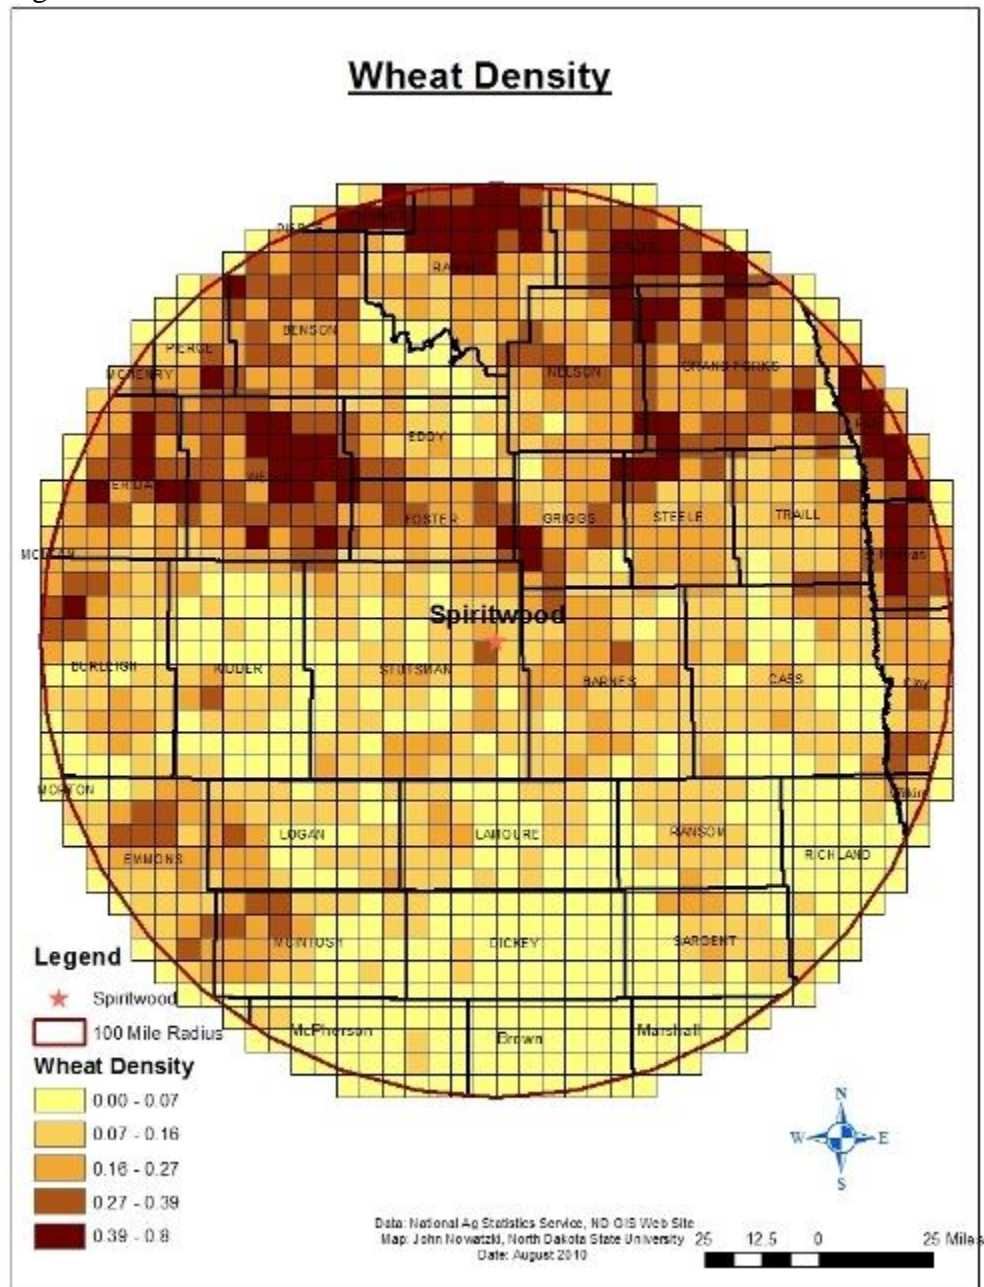 Wheat Density
BENSON
PIERCE
MCHENRY
NELSON
GRAND FORKS
EDDY
FOSTER
GRIGGS
STEELE
TRAILL
Spiritwood
BURLEIGH
KIDDER
STUTSMAN
BARNES
CASS
Clay
MORTON
LOGAN
LAMOURE
RANSOM
EMMONS
RICHLAND
MCINTOSH
DICKEY
SARGENT
McPherson
Brown
Marshall
Legend
Spiritwood
100 Mile Radius
Wheat Density
0.00 - 0.07
0.07 - 0.16
0.16 - 0.27
0.27 - 0.39
0.39 - 0.8
N
W
E
S
Data: National Ag Statistics Service, ND GIS Web Site
Map: John Nowatzki, North Dakota State University
Date: August 2010
25 12.5 0 25 Miles